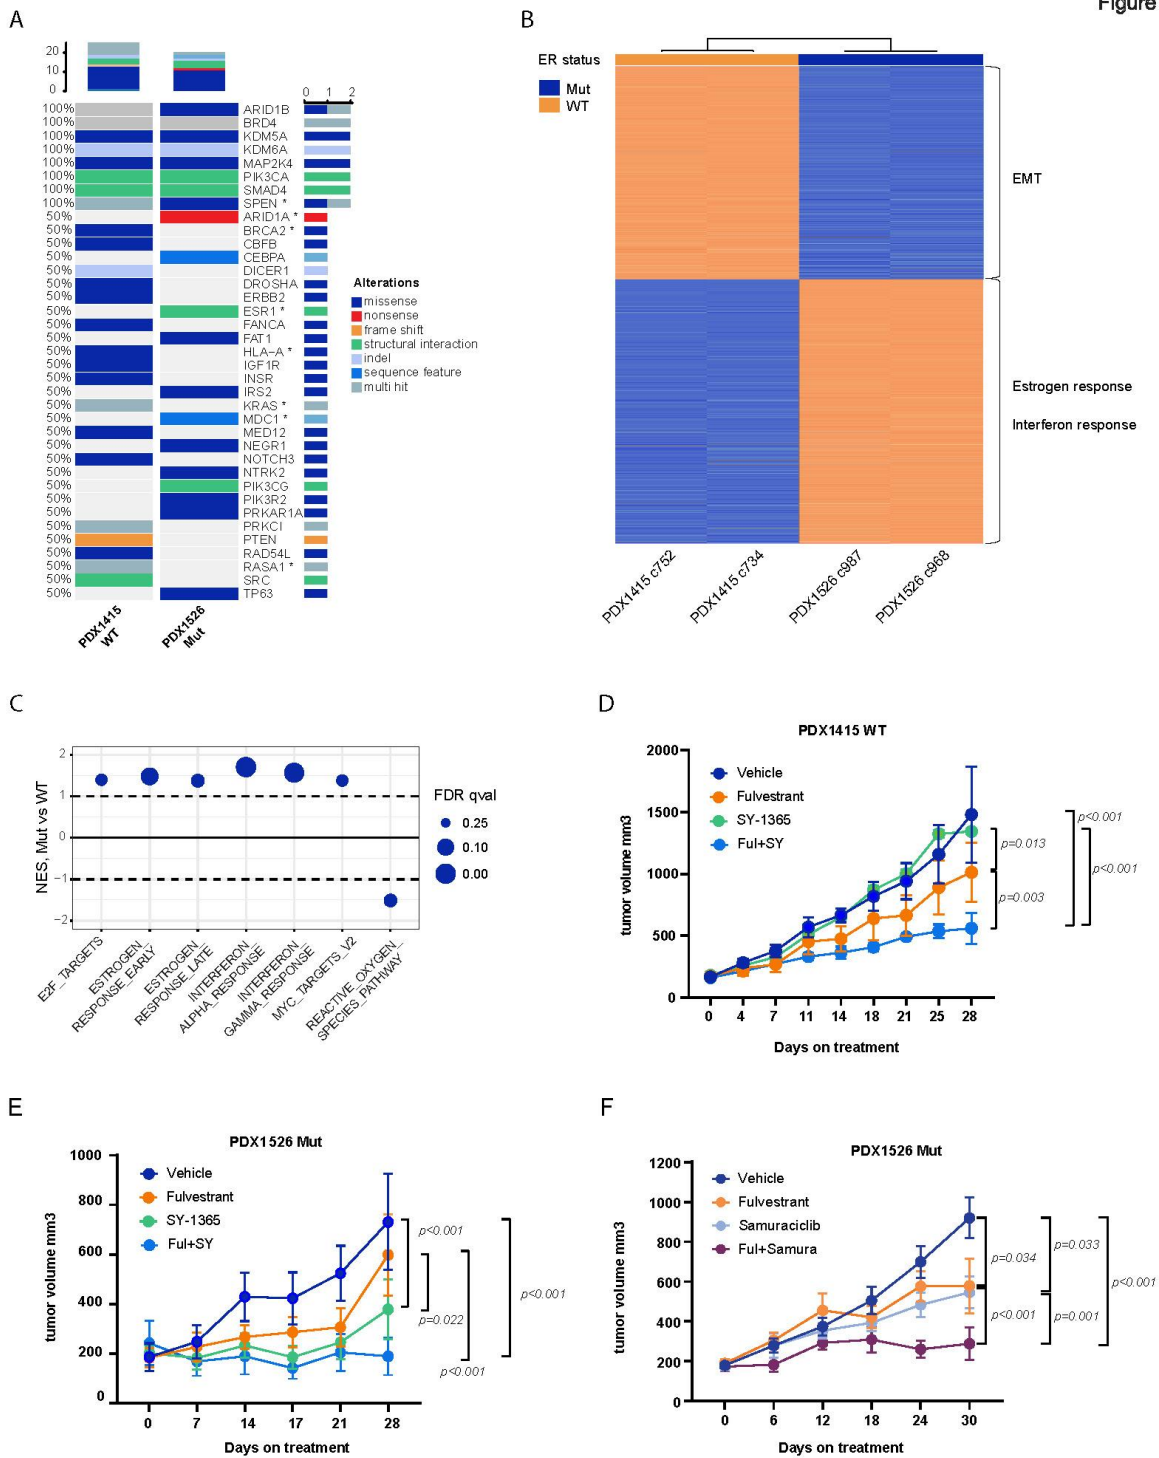 Figure
A
20
10
0
0 1 2
100% ARID1B
100% BRD4
100% KDM5A
100% KDM6A
100% MAP2K4
100% PIK3CA
100% SMAD4
100% SPEN *
50% ARID1A *
50% BRCA2 *
50% CBFB
50% CEBPA
50% DICER1
50% DROSHA
50% ERBB2
50% ESR1 *
50% FANCA
50% FAT1
50% HLA-A *
50% IGF1R
50% INSR
50% IRS2
50% KRAS *
50% MDC1 *
50% MED12
50% NEGR1
50% NOTCH3
50% NTRK2
50% PIK3CG
50% PIK3R2
50% PRKAR1A
50% PRKCI
50% PTEN
50% RAD54L
50% RASA1 *
50% SRC
50% TP63
PDX1415
WT
PDX1526
Mut
Alterations
missense
nonsense
frame shift
structural interaction
indel
sequence feature
multi hit
B
ER status
Mut
WT
EMT
Estrogen response
Interferon response
PDX1415 c752
PDX1415 c734
PDX1526 c987
PDX1526 c968
C
NES, Mut vs WT
2
1
0
−1
−2
E2F_TARGETS
ESTROGEN_
RESPONSE_EARLY
ESTROGEN_
RESPONSE_LATE
INTERFERON_
ALPHA_RESPONSE
INTERFERON_
GAMMA_RESPONSE
MYC_TARGETS_V2
REACTIVE_OXYGEN_
SPECIES_PATHWAY
FDR qval
0.25
0.10
0.00
D
PDX1415 WT
tumor volume mm3
2000
1500
1000
500
0
Vehicle
Fulvestrant
SY-1365
Ful+SY
p=0.013
p=0.003
p<0.001
p<0.001
0 4 7 11 14 18 21 25 28
Days on treatment
E
PDX1526 Mut
tumor volume mm3
1000
800
600
400
200
0
Vehicle
Fulvestrant
SY-1365
Ful+SY
p<0.001
p=0.022
p<0.001
p<0.001
0 7 14 17 21 28
Days on treatment
F
PDX1526 Mut
tumor volume mm3
1200
1000
800
600
400
200
0
Vehicle
Fulvestrant
Samuraciclib
Ful+Samura
p=0.034
p<0.001
p=0.033
p=0.001
p<0.001
0 6 12 18 24 30
Days on treatment